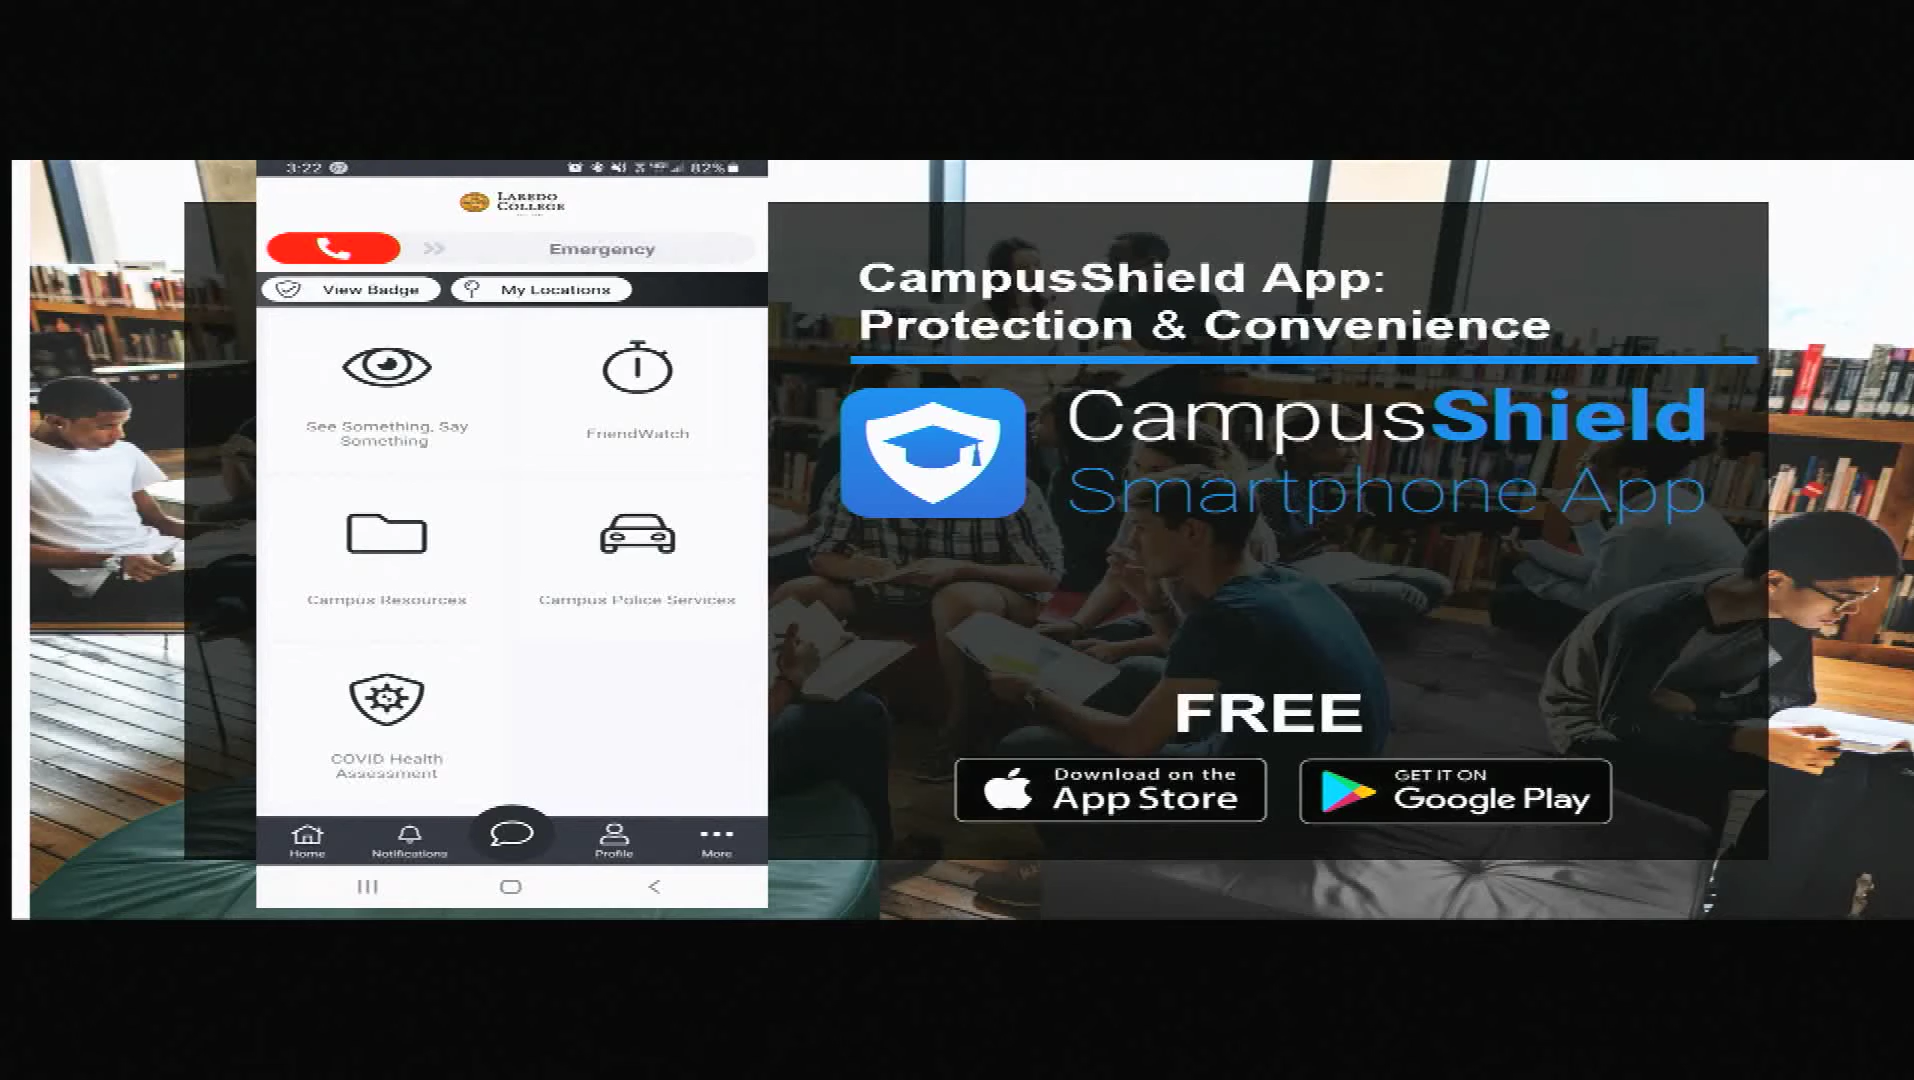 3:22
82%
LAREDO
COLLEGE
Emergency
View Badge
My Locations
See Something, Say
Something
FriendWatch
Campus Resources
Campus Police Services
COVID Health
Assessment
Home
Notifications
Profile
More
CampusShield App:
Protection & Convenience
CampusShield
Smartphone App
FREE
Download on the
App Store
GET IT ON
Google Play